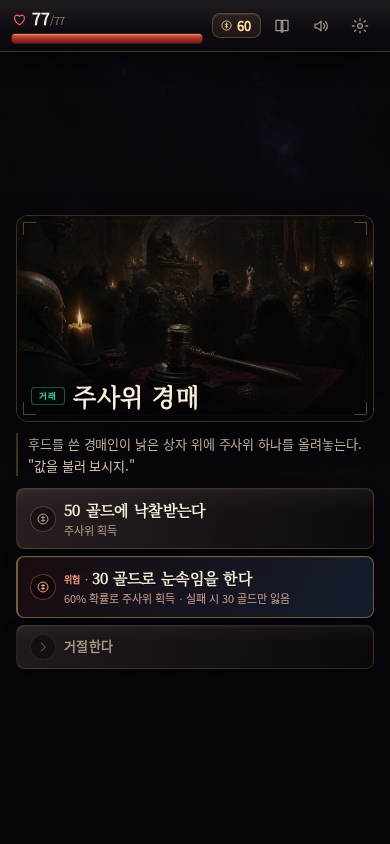 77/77
60
거래 주사위 경매
후드를 쓴 경매인이 낡은 상자 위에 주사위 하나를 올려놓는다.
"값을 불러 보시지."
50 골드에 낙찰받는다
주사위 획득
위험 · 30 골드로 눈속임을 한다
60% 확률로 주사위 획득 · 실패 시 30 골드만 잃음
거절한다